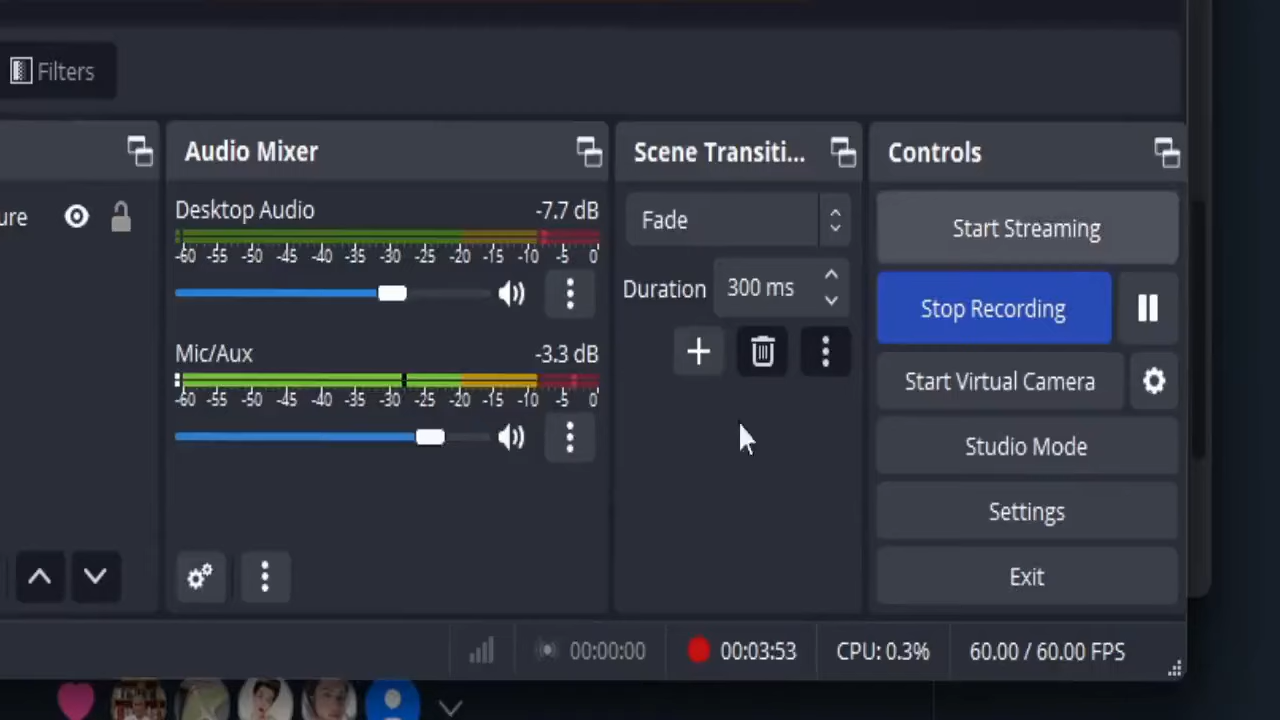 Filters
ure
Audio Mixer
Desktop Audio -7.7 dB
-60 -55 -50 -45 -40 -35 -30 -25 -20 -15 -10 -5 0
Mic/Aux -3.3 dB
-60 -55 -50 -45 -40 -35 -30 -25 -20 -15 -10 -5 0
Scene Transiti...
Fade
Duration 300 ms
Controls
Start Streaming
Stop Recording
Start Virtual Camera
Studio Mode
Settings
Exit
00:00:00 00:03:53 CPU: 0.3% 60.00 / 60.00 FPS